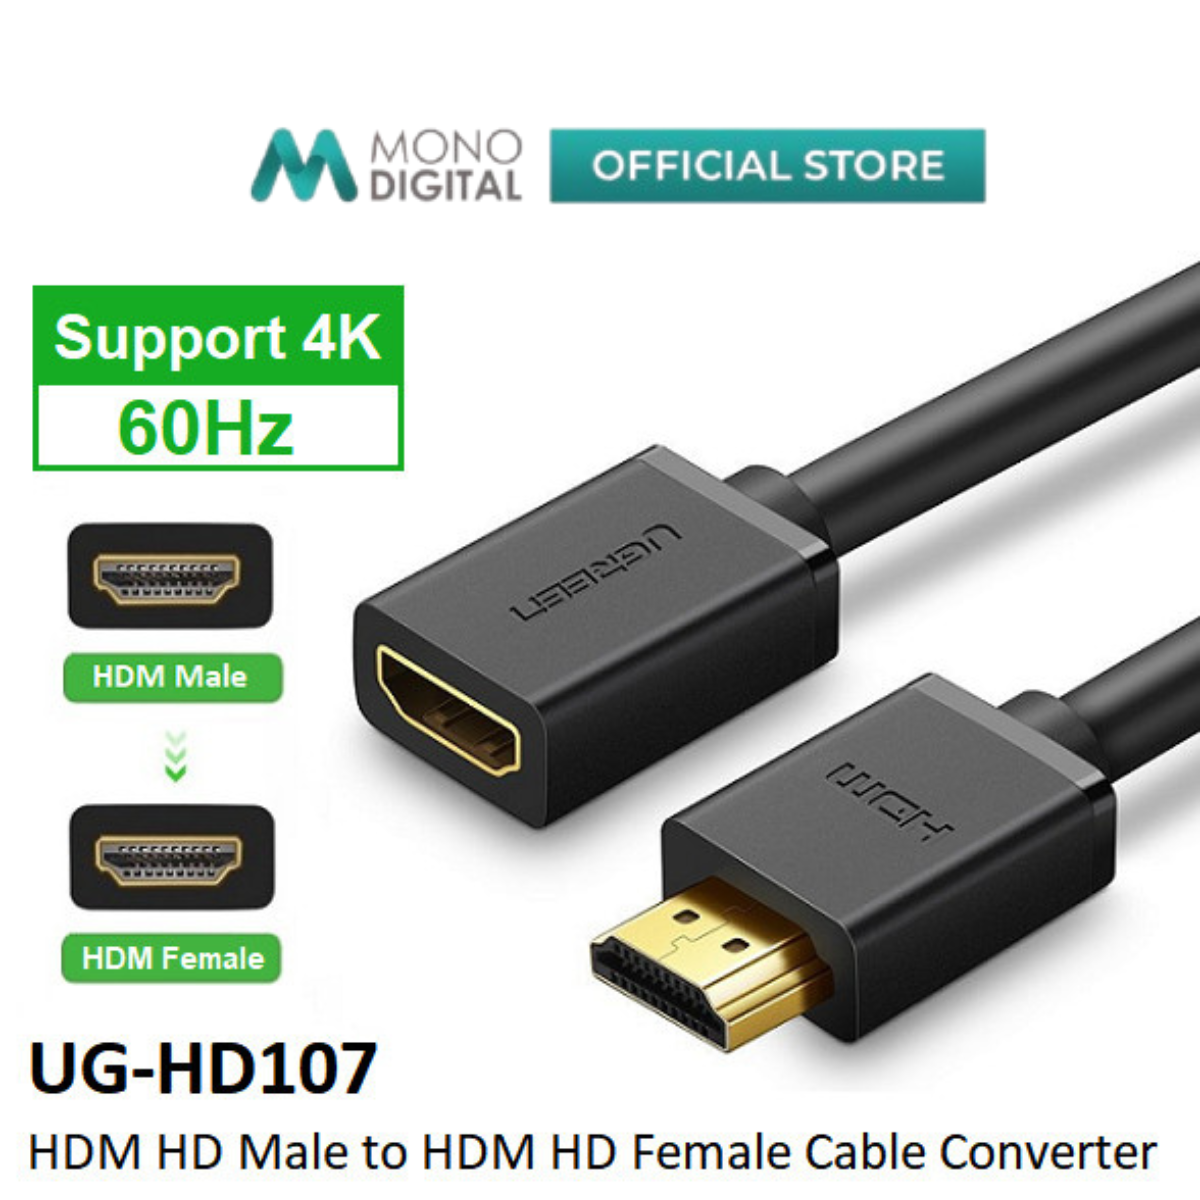 MONO
DIGITAL
OFFICIAL STORE
Support 4K
60Hz
UGREEN
HDM Male
HDMI
HDM Female
UG-HD107
HDM HD Male to HDM HD Female Cable Converter